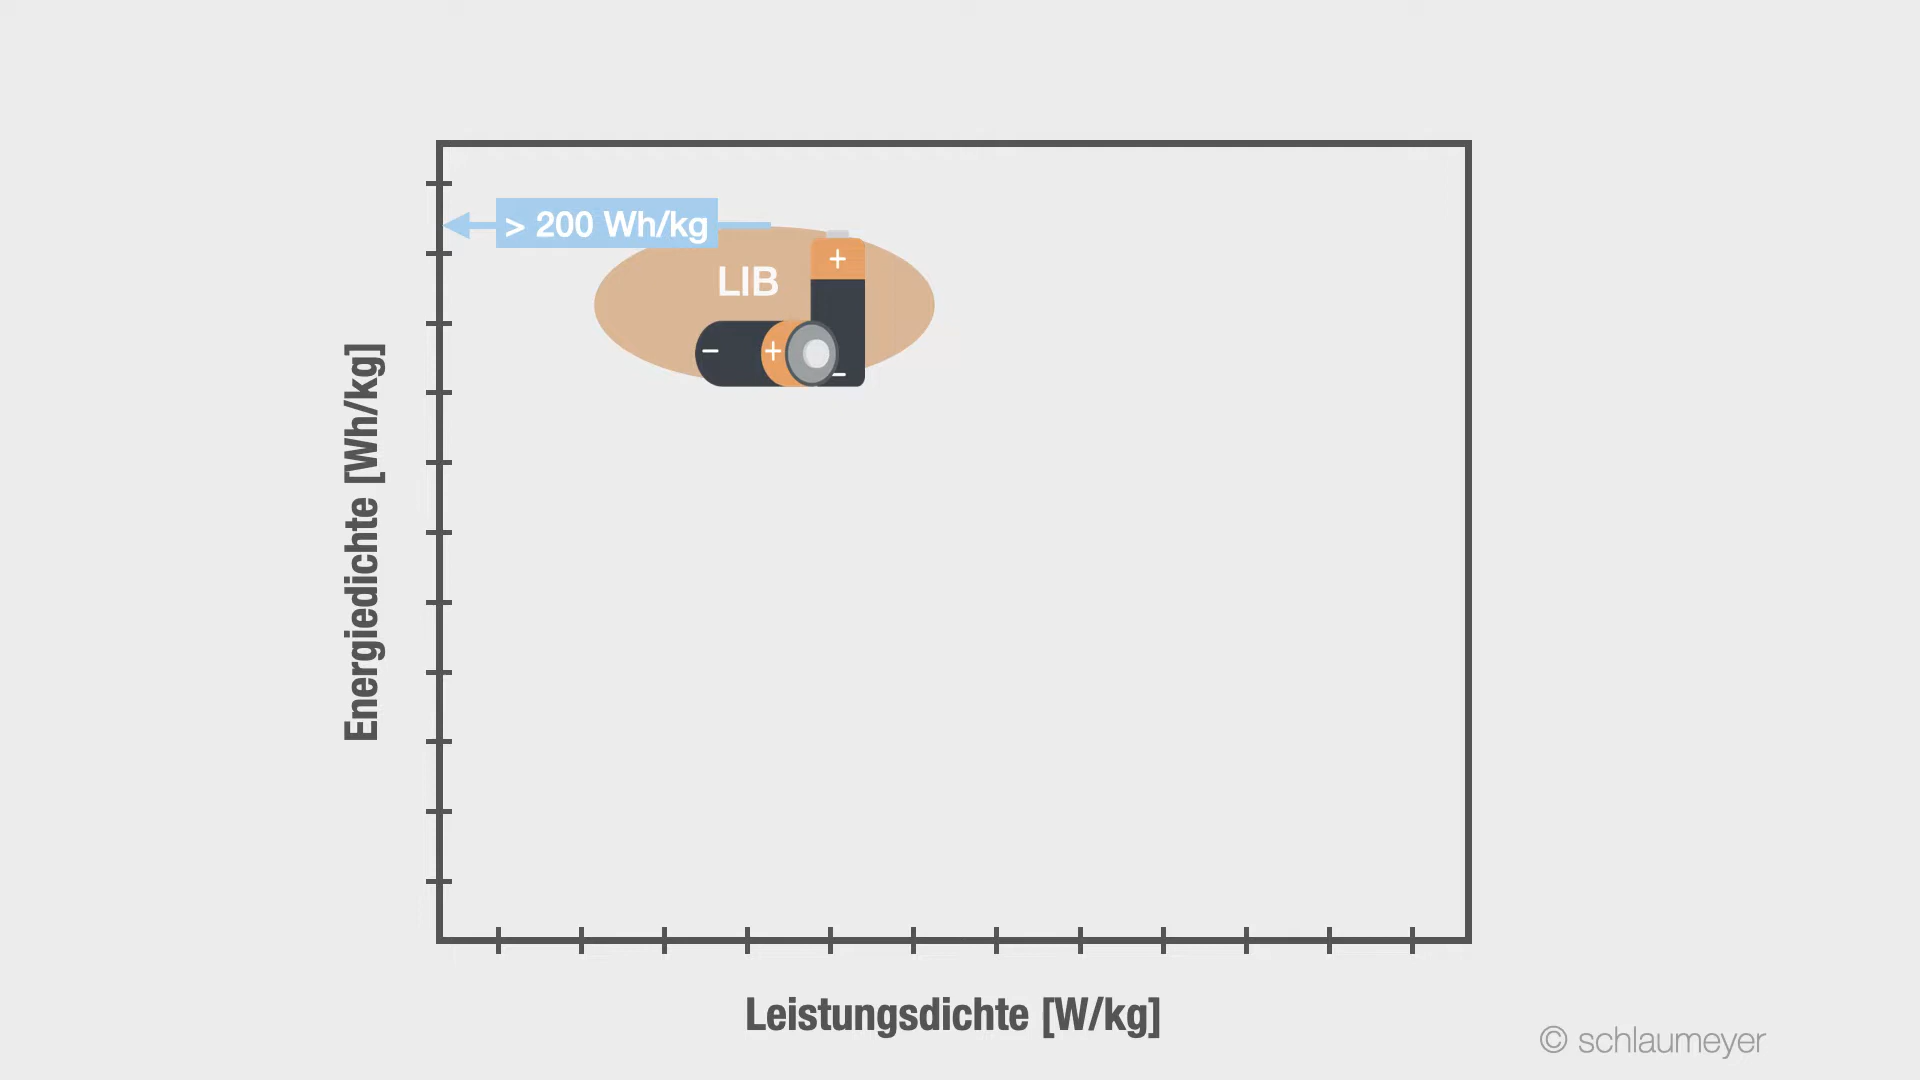 > 200 Wh/kg
LIB
+
− +
−
Energiedichte [Wh/kg]
Leistungsdichte [W/kg]
© schlaumeyer